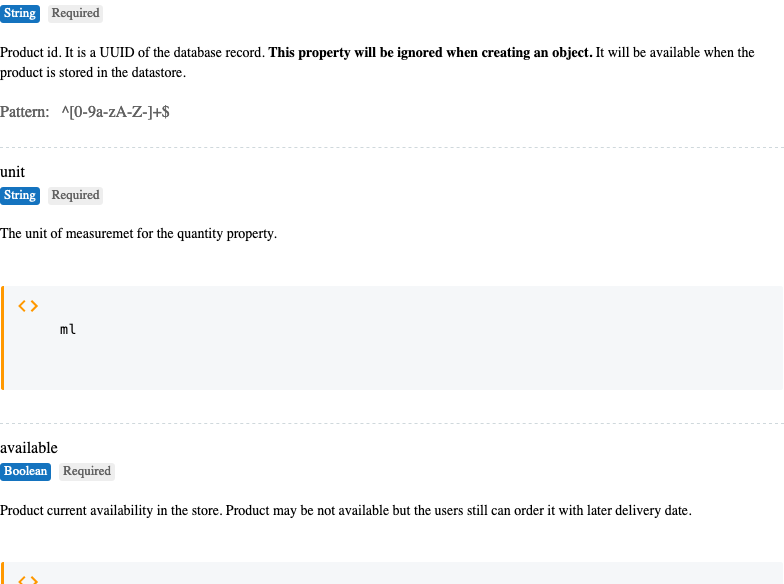 String Required
Product id. It is a UUID of the database record. This property will be ignored when creating an object. It will be available when the
product is stored in the datastore.
Pattern: ^[0-9a-zA-Z-]+$
unit
String Required
The unit of measuremet for the quantity property.
ml
available
Boolean Required
Product current availability in the store. Product may be not available but the users still can order it with later delivery date.